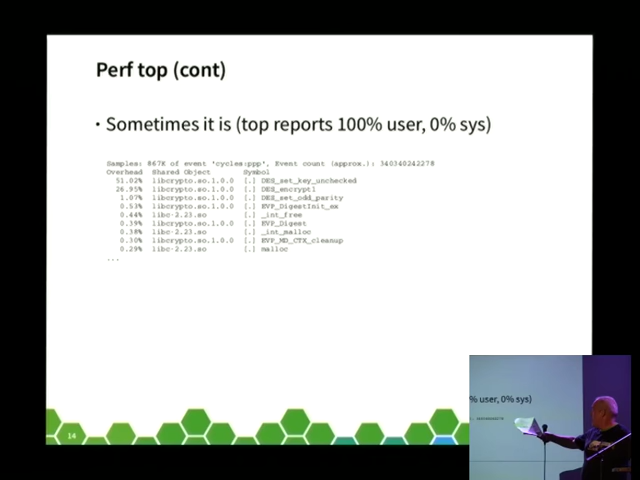 Perf top (cont)
• Sometimes it is (top reports 100% user, 0% sys)
Samples: 867K of event 'cycles:ppp', Event count (approx.): 340340242278
Overhead Shared Object Symbol
51.02% libcrypto.so.1.0.0 [.] DES_set_key_unchecked
26.95% libcrypto.so.1.0.0 [.] DES_encrypt1
1.07% libcrypto.so.1.0.0 [.] DES_set_odd_parity
0.53% libcrypto.so.1.0.0 [.] EVP_DigestInit_ex
0.44% libc-2.23.so [.] _int_free
0.39% libcrypto.so.1.0.0 [.] EVP_Digest
0.38% libc-2.23.so [.] _int_malloc
0.30% libcrypto.so.1.0.0 [.] EVP_MD_CTX_cleanup
0.29% libc-2.23.so [.] malloc
...
% user, 0% sys)
14